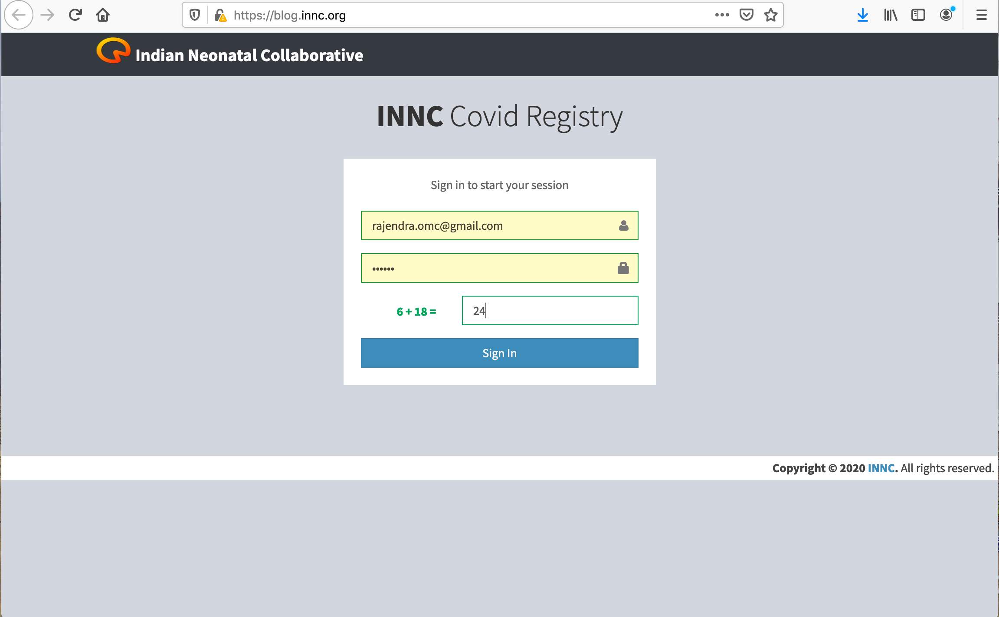 https://blog.innc.org
Indian Neonatal Collaborative
INNC Covid Registry
Sign in to start your session
rajendra.omc@gmail.com
••••••
6 + 18 = 24
Sign In
Copyright © 2020 INNC. All rights reserved.